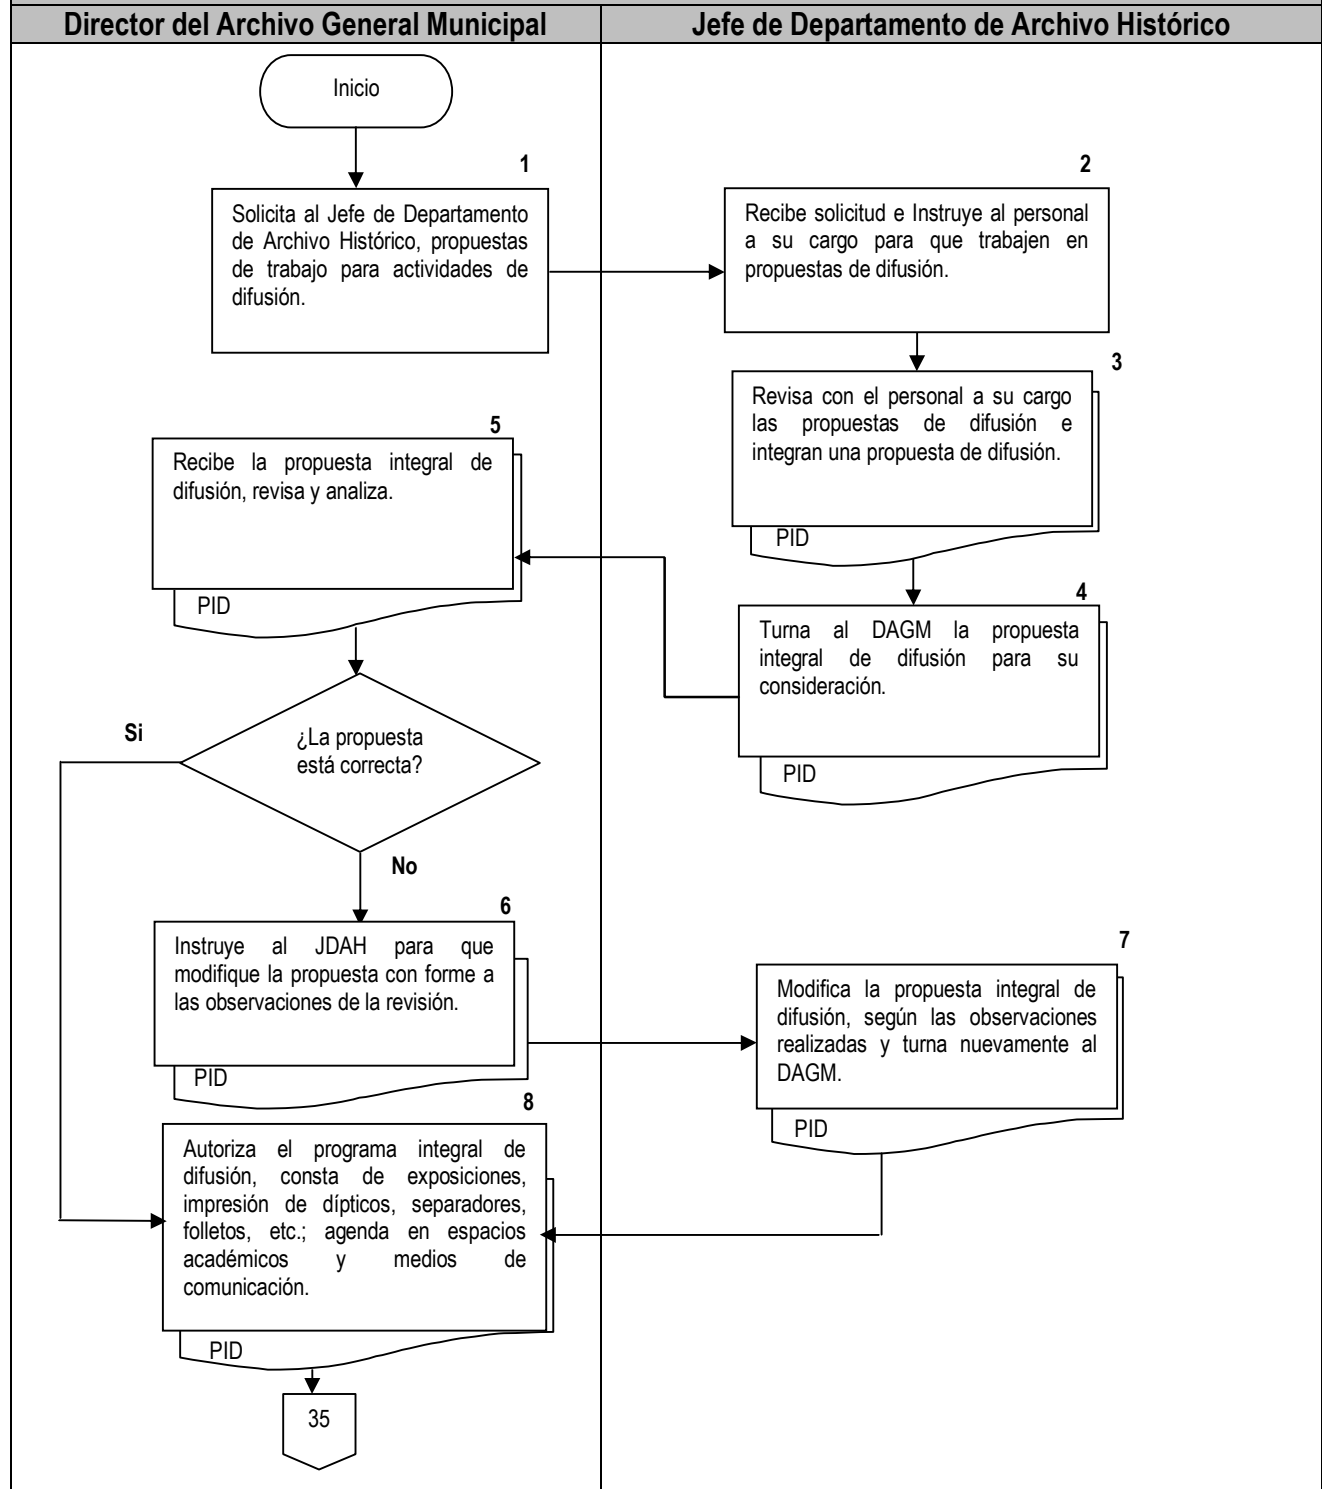 Director del Archivo General Municipal
Jefe de Departamento de Archivo Histórico
Inicio
1
Solicita al Jefe de Departamento
de Archivo Histórico, propuestas
de trabajo para actividades de
difusión.
2
Recibe solicitud e Instruye al personal
a su cargo para que trabajen en
propuestas de difusión.
3
Revisa con el personal a su cargo
las propuestas de difusión e
integran una propuesta de difusión.
PID
4
Turna al DAGM la propuesta
integral de difusión para su
consideración.
PID
5
Recibe la propuesta integral de
difusión, revisa y analiza.
PID
¿La propuesta
está correcta?
Si
No
6
Instruye al JDAH para que
modifique la propuesta con forme a
las observaciones de la revisión.
PID
7
Modifica la propuesta integral de
difusión, según las observaciones
realizadas y turna nuevamente al
DAGM.
PID
8
Autoriza el programa integral de
difusión, consta de exposiciones,
impresión de dípticos, separadores,
folletos, etc.; agenda en espacios
académicos y medios de
comunicación.
PID
35